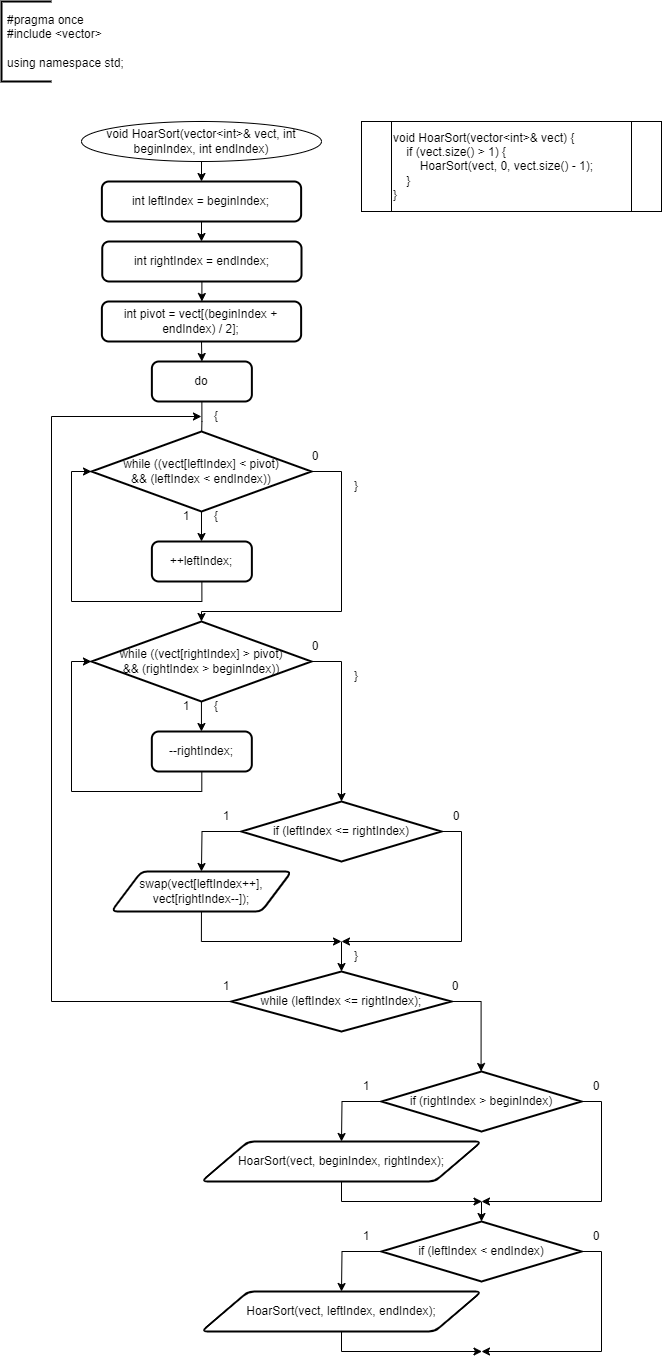 #pragma once
#include <vector>
using namespace std;
void HoarSort(vector<int>& vect, int
beginIndex, int endIndex)
void HoarSort(vector<int>& vect) {
if (vect.size() > 1) {
HoarSort(vect, 0, vect.size() - 1);
}
}
int leftIndex = beginIndex;
int rightIndex = endIndex;
int pivot = vect[(beginIndex +
endIndex) / 2];
do
{
while ((vect[leftIndex] < pivot)
&& (leftIndex < endIndex))
0
}
1 {
++leftIndex;
while ((vect[rightIndex] > pivot)
&& (rightIndex > beginIndex))
0
}
1 {
--rightIndex;
1 0
if (leftIndex <= rightIndex)
swap(vect[leftIndex++],
vect[rightIndex--]);
}
1 0
while (leftIndex <= rightIndex);
1 0
if (rightIndex > beginIndex)
HoarSort(vect, beginIndex, rightIndex);
1 0
if (leftIndex < endIndex)
HoarSort(vect, leftIndex, endIndex);